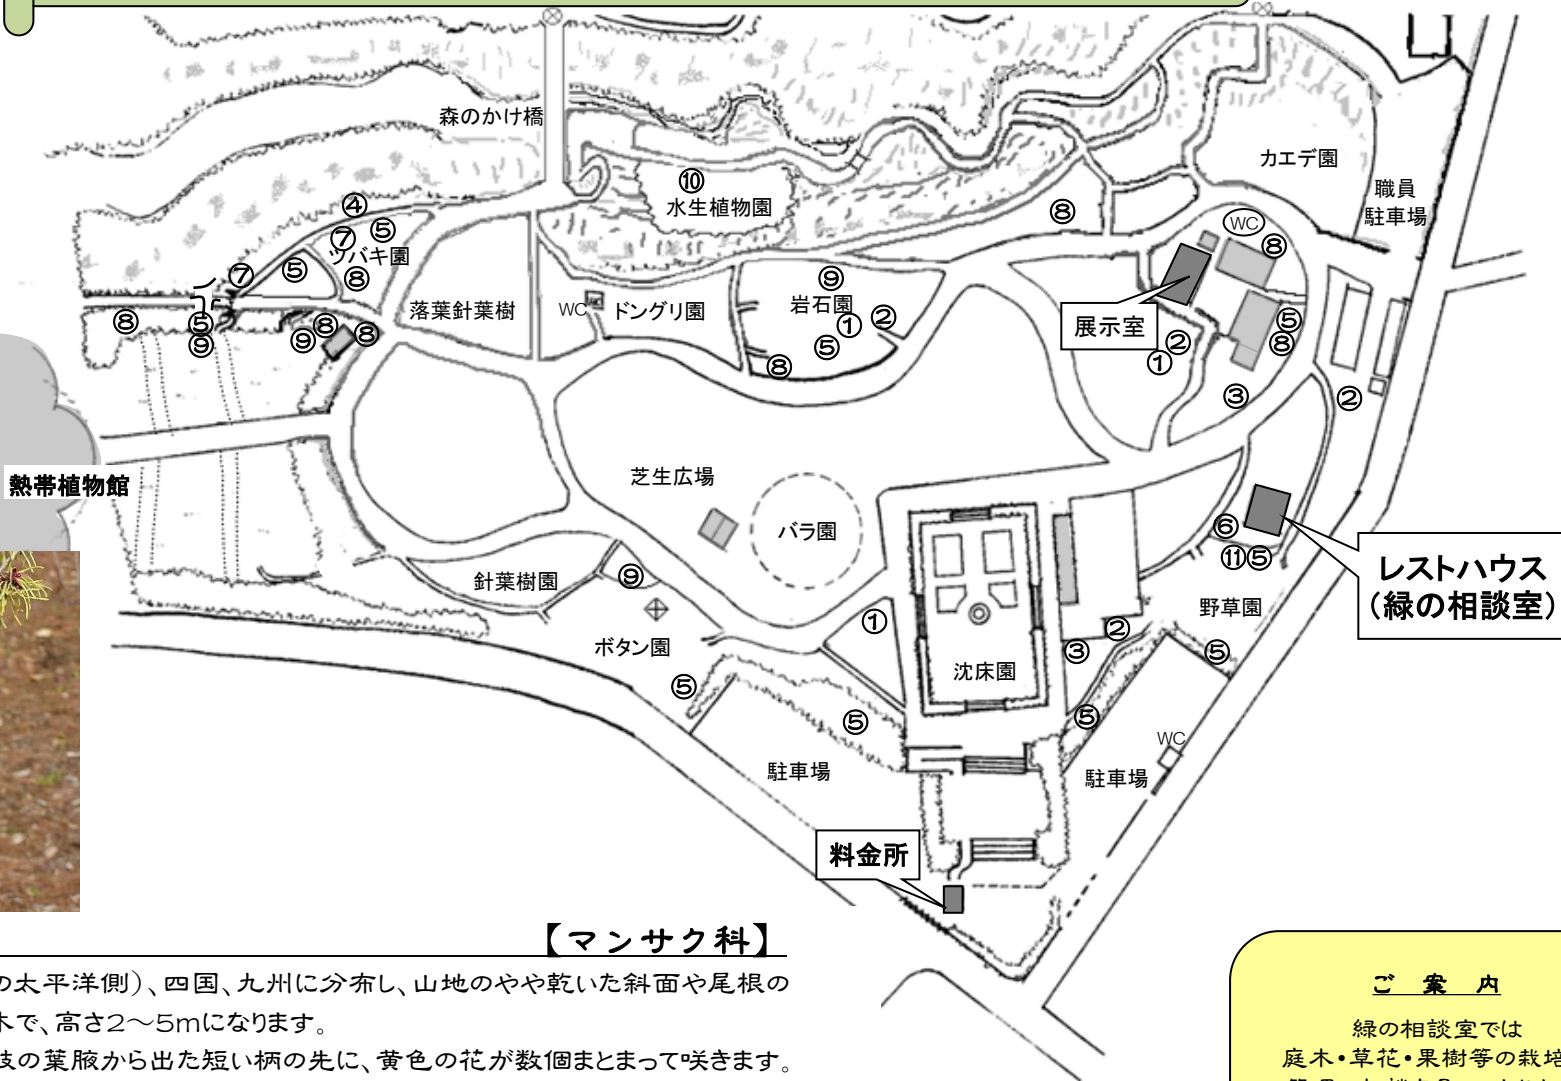 森のかけ橋
カエデ園
職員
駐車場
⑩
水生植物園
④
⑤
⑦
ツバキ園
⑧
⑦
⑤
⑧
WC
⑧
落葉針葉樹
WC
ドングリ園
⑨
岩石園
①
②
⑤
⑧
展示室
②
①
⑤
⑧
③
②
⑧
⑤
⑨
⑨
⑧
⑧
熱帯植物館
芝生広場
バラ園
⑥
⑪⑤
レストハウス
(緑の相談室)
針葉樹園
⑨
野草園
ボタン園
①
②
③
沈床園
⑤
⑤
⑤
⑤
WC
駐車場
駐車場
料金所
【マンサク科】
の太平洋側)、四国、九州に分布し、山地のやや乾いた斜面や尾根の
木で、高さ2〜5mになります。
枝の葉腋から出た短い柄の先に、黄色の花が数個まとまって咲きます。
ご 案 内
緑の相談室では
庭木・草花・果樹等の栽培